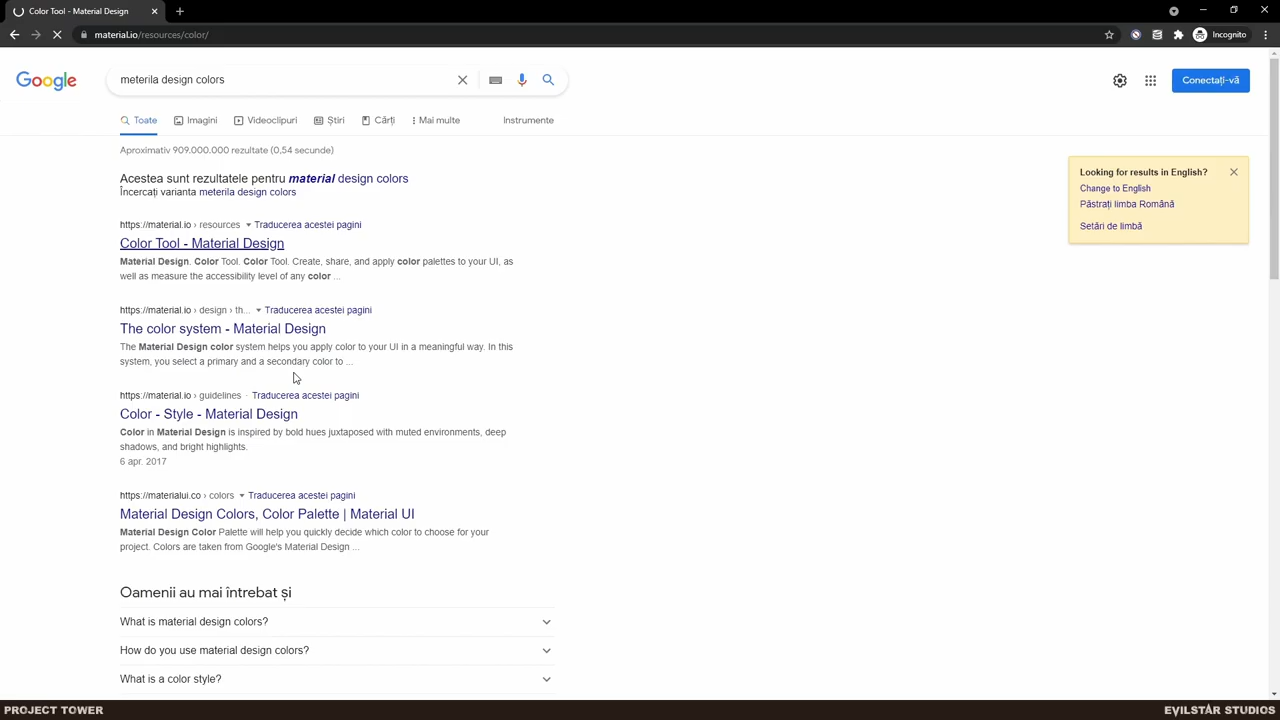 Color Tool - Material Design
material.io/resources/color/
Incognito
Google
meterila design colors
Conectați-vă
Toate
Imagini
Videoclipuri
Știri
Cărți
Mai multe
Instrumente
Aproximativ 909.000.000 rezultate (0,54 secunde)
Acestea sunt rezultatele pentru material design colors
Încercați varianta meterila design colors
Looking for results in English?
Change to English
Păstrați limba Română
Setări de limbă
https://material.io › resources Traducerea acestei pagini
Color Tool - Material Design
Material Design. Color Tool. Color Tool. Create, share, and apply color palettes to your UI, as
well as measure the accessibility level of any color ...
https://material.io › design › th... Traducerea acestei pagini
The color system - Material Design
The Material Design color system helps you apply color to your UI in a meaningful way. In this
system, you select a primary and a secondary color to ...
https://material.io › guidelines · Traducerea acestei pagini
Color - Style - Material Design
Color in Material Design is inspired by bold hues juxtaposed with muted environments, deep
shadows, and bright highlights.
6 apr. 2017
https://materialui.co › colors Traducerea acestei pagini
Material Design Colors, Color Palette | Material UI
Material Design Color Palette will help you quickly decide which color to choose for your
project. Colors are taken from Google's Material Design ...
Oamenii au mai întrebat și
What is material design colors?
How do you use material design colors?
What is a color style?
PROJECT TOWER
EVILSTAR STUDIOS